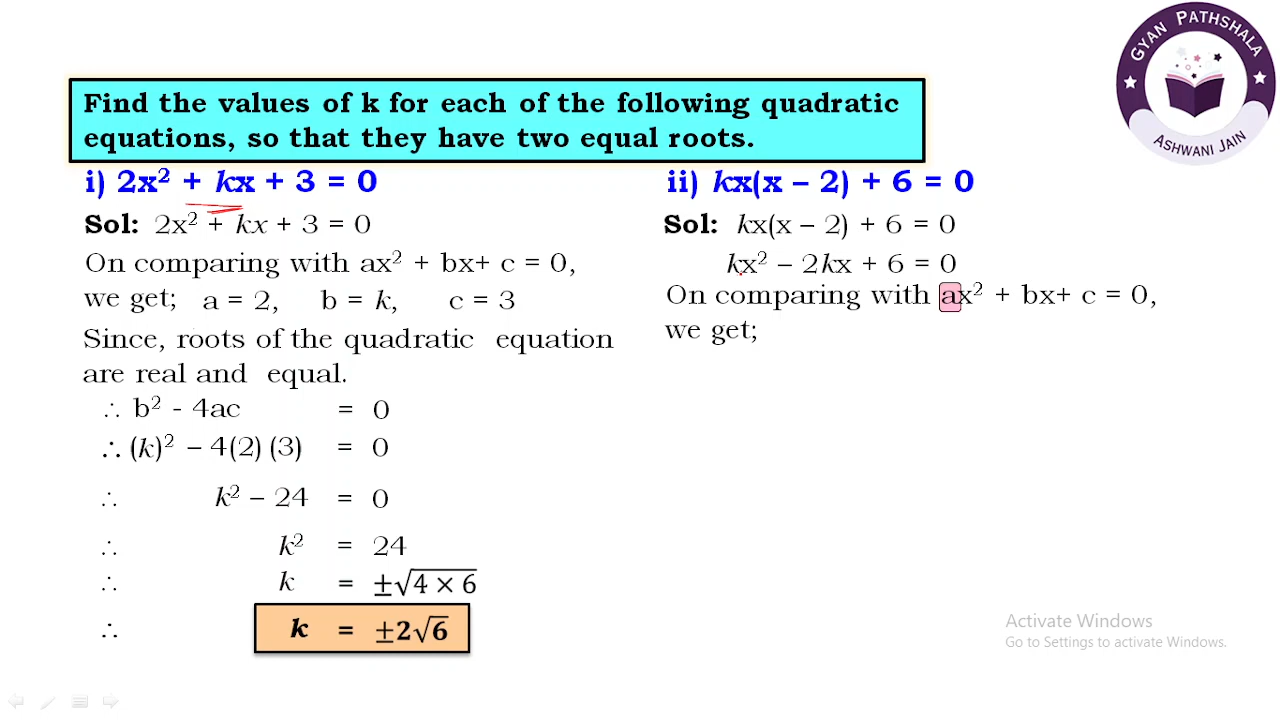 GYAN PATHSHALA
ASHWANI JAIN
Find the values of k for each of the following quadratic
equations, so that they have two equal roots.
i) 2x² + kx + 3 = 0
Sol: 2x² + kx + 3 = 0
On comparing with ax² + bx+ c = 0,
we get; a = 2, b = k, c = 3
Since, roots of the quadratic equation
are real and equal.
∴ b² - 4ac = 0
∴ (k)² – 4(2) (3) = 0
∴ k² – 24 = 0
∴ k² = 24
∴ k = ±√4 × 6
∴ k = ±2√6
ii) kx(x – 2) + 6 = 0
Sol: kx(x – 2) + 6 = 0
kx² – 2kx + 6 = 0
On comparing with ax² + bx+ c = 0,
we get;
Activate Windows
Go to Settings to activate Windows.